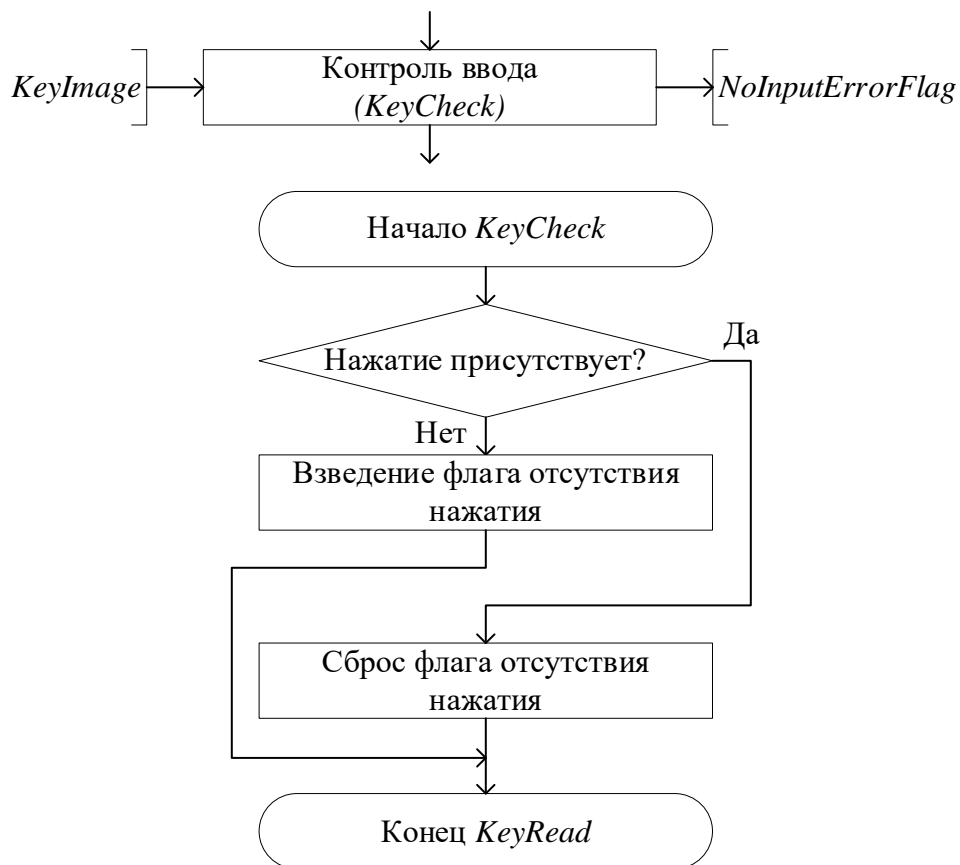 Контроль ввода
KeyImage
(KeyCheck)
NoInputErrorFlag
Начало KeyCheck
Да
Нажатие присутствует?
Нет
Взведение флага отсутствия
нажатия
Сброс флага отсутствия
нажатия
Конец KeyRead